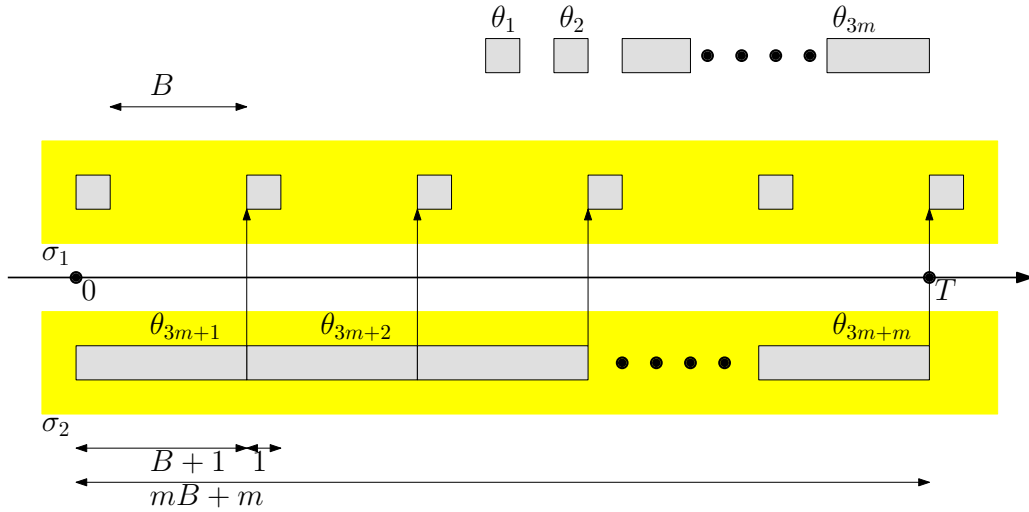 θ₁ θ₂ θ₃ₘ
B
σ₁
0 T
θ₃ₘ₊₁ θ₃ₘ₊₂ θ₃ₘ₊ₘ
σ₂
B + 1 1
mB + m